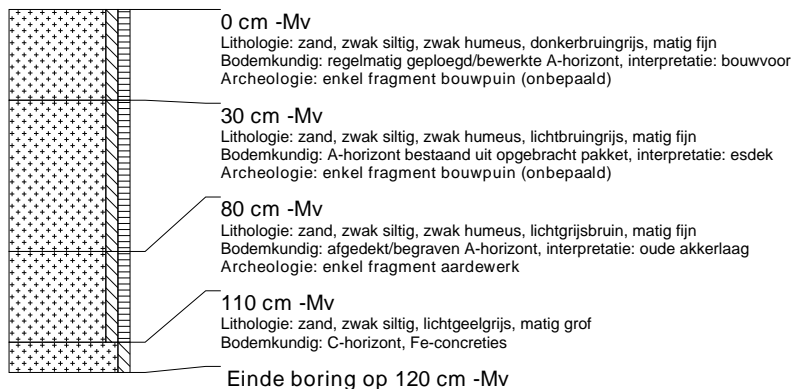 0 cm -Mv
Lithologie: zand, zwak siltig, zwak humeus, donkerbruingrijs, matig fijn
Bodemkundig: regelmatig geploegd/bewerkte A-horizont, interpretatie: bouwvoor
Archeologie: enkel fragment bouwpuin (onbepaald)
30 cm -Mv
Lithologie: zand, zwak siltig, zwak humeus, lichtbruingrijs, matig fijn
Bodemkundig: A-horizont bestaand uit opgebracht pakket, interpretatie: esdek
Archeologie: enkel fragment bouwpuin (onbepaald)
80 cm -Mv
Lithologie: zand, zwak siltig, zwak humeus, lichtgrijsbruin, matig fijn
Bodemkundig: afgedekt/begraven A-horizont, interpretatie: oude akkerlaag
Archeologie: enkel fragment aardewerk
110 cm -Mv
Lithologie: zand, zwak siltig, lichtgeelgrijs, matig grof
Bodemkundig: C-horizont, Fe-concreties
Einde boring op 120 cm -Mv